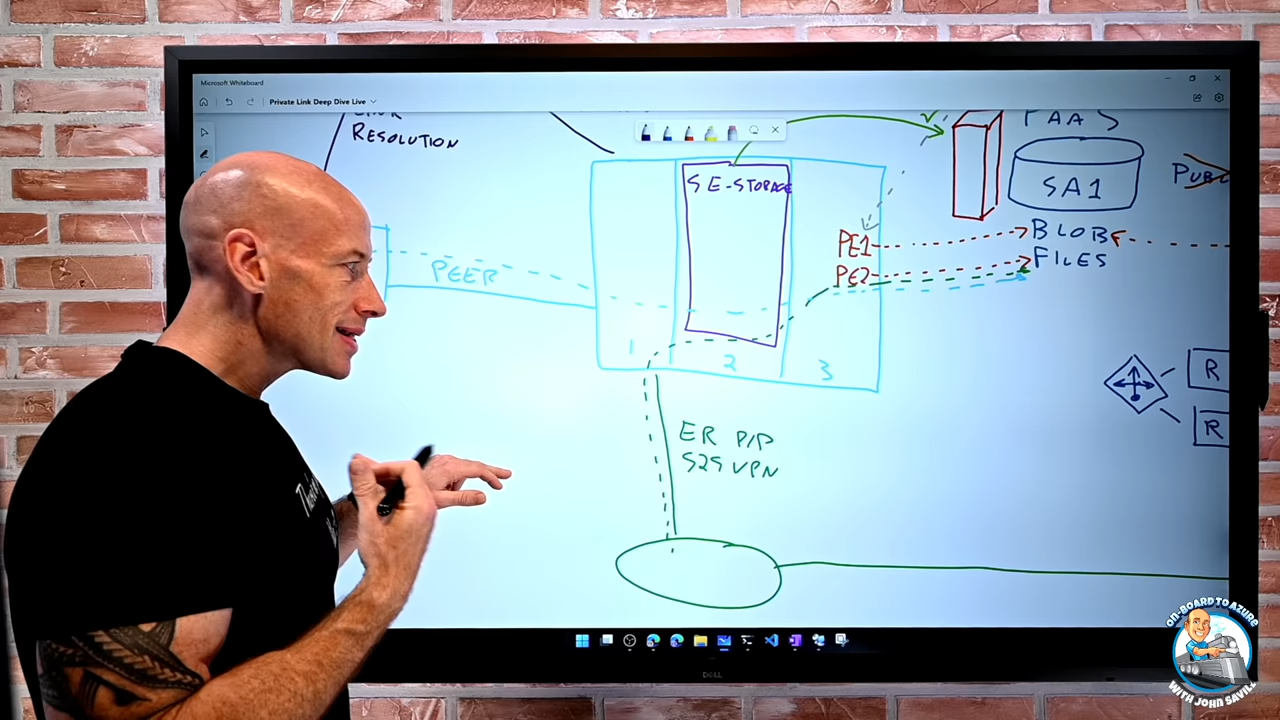 Microsoft Whiteboard
Private Link Deep Dive Live
RESOLUTION
PAAS
SE-STORAGE
SA1
PE1
BLOB
PE2
FILES
PEER
1
2
3
R
R
ER P/P
S2S VPN
DELL
ON-BOARD TO AZURE
WITH JOHN SAVILL